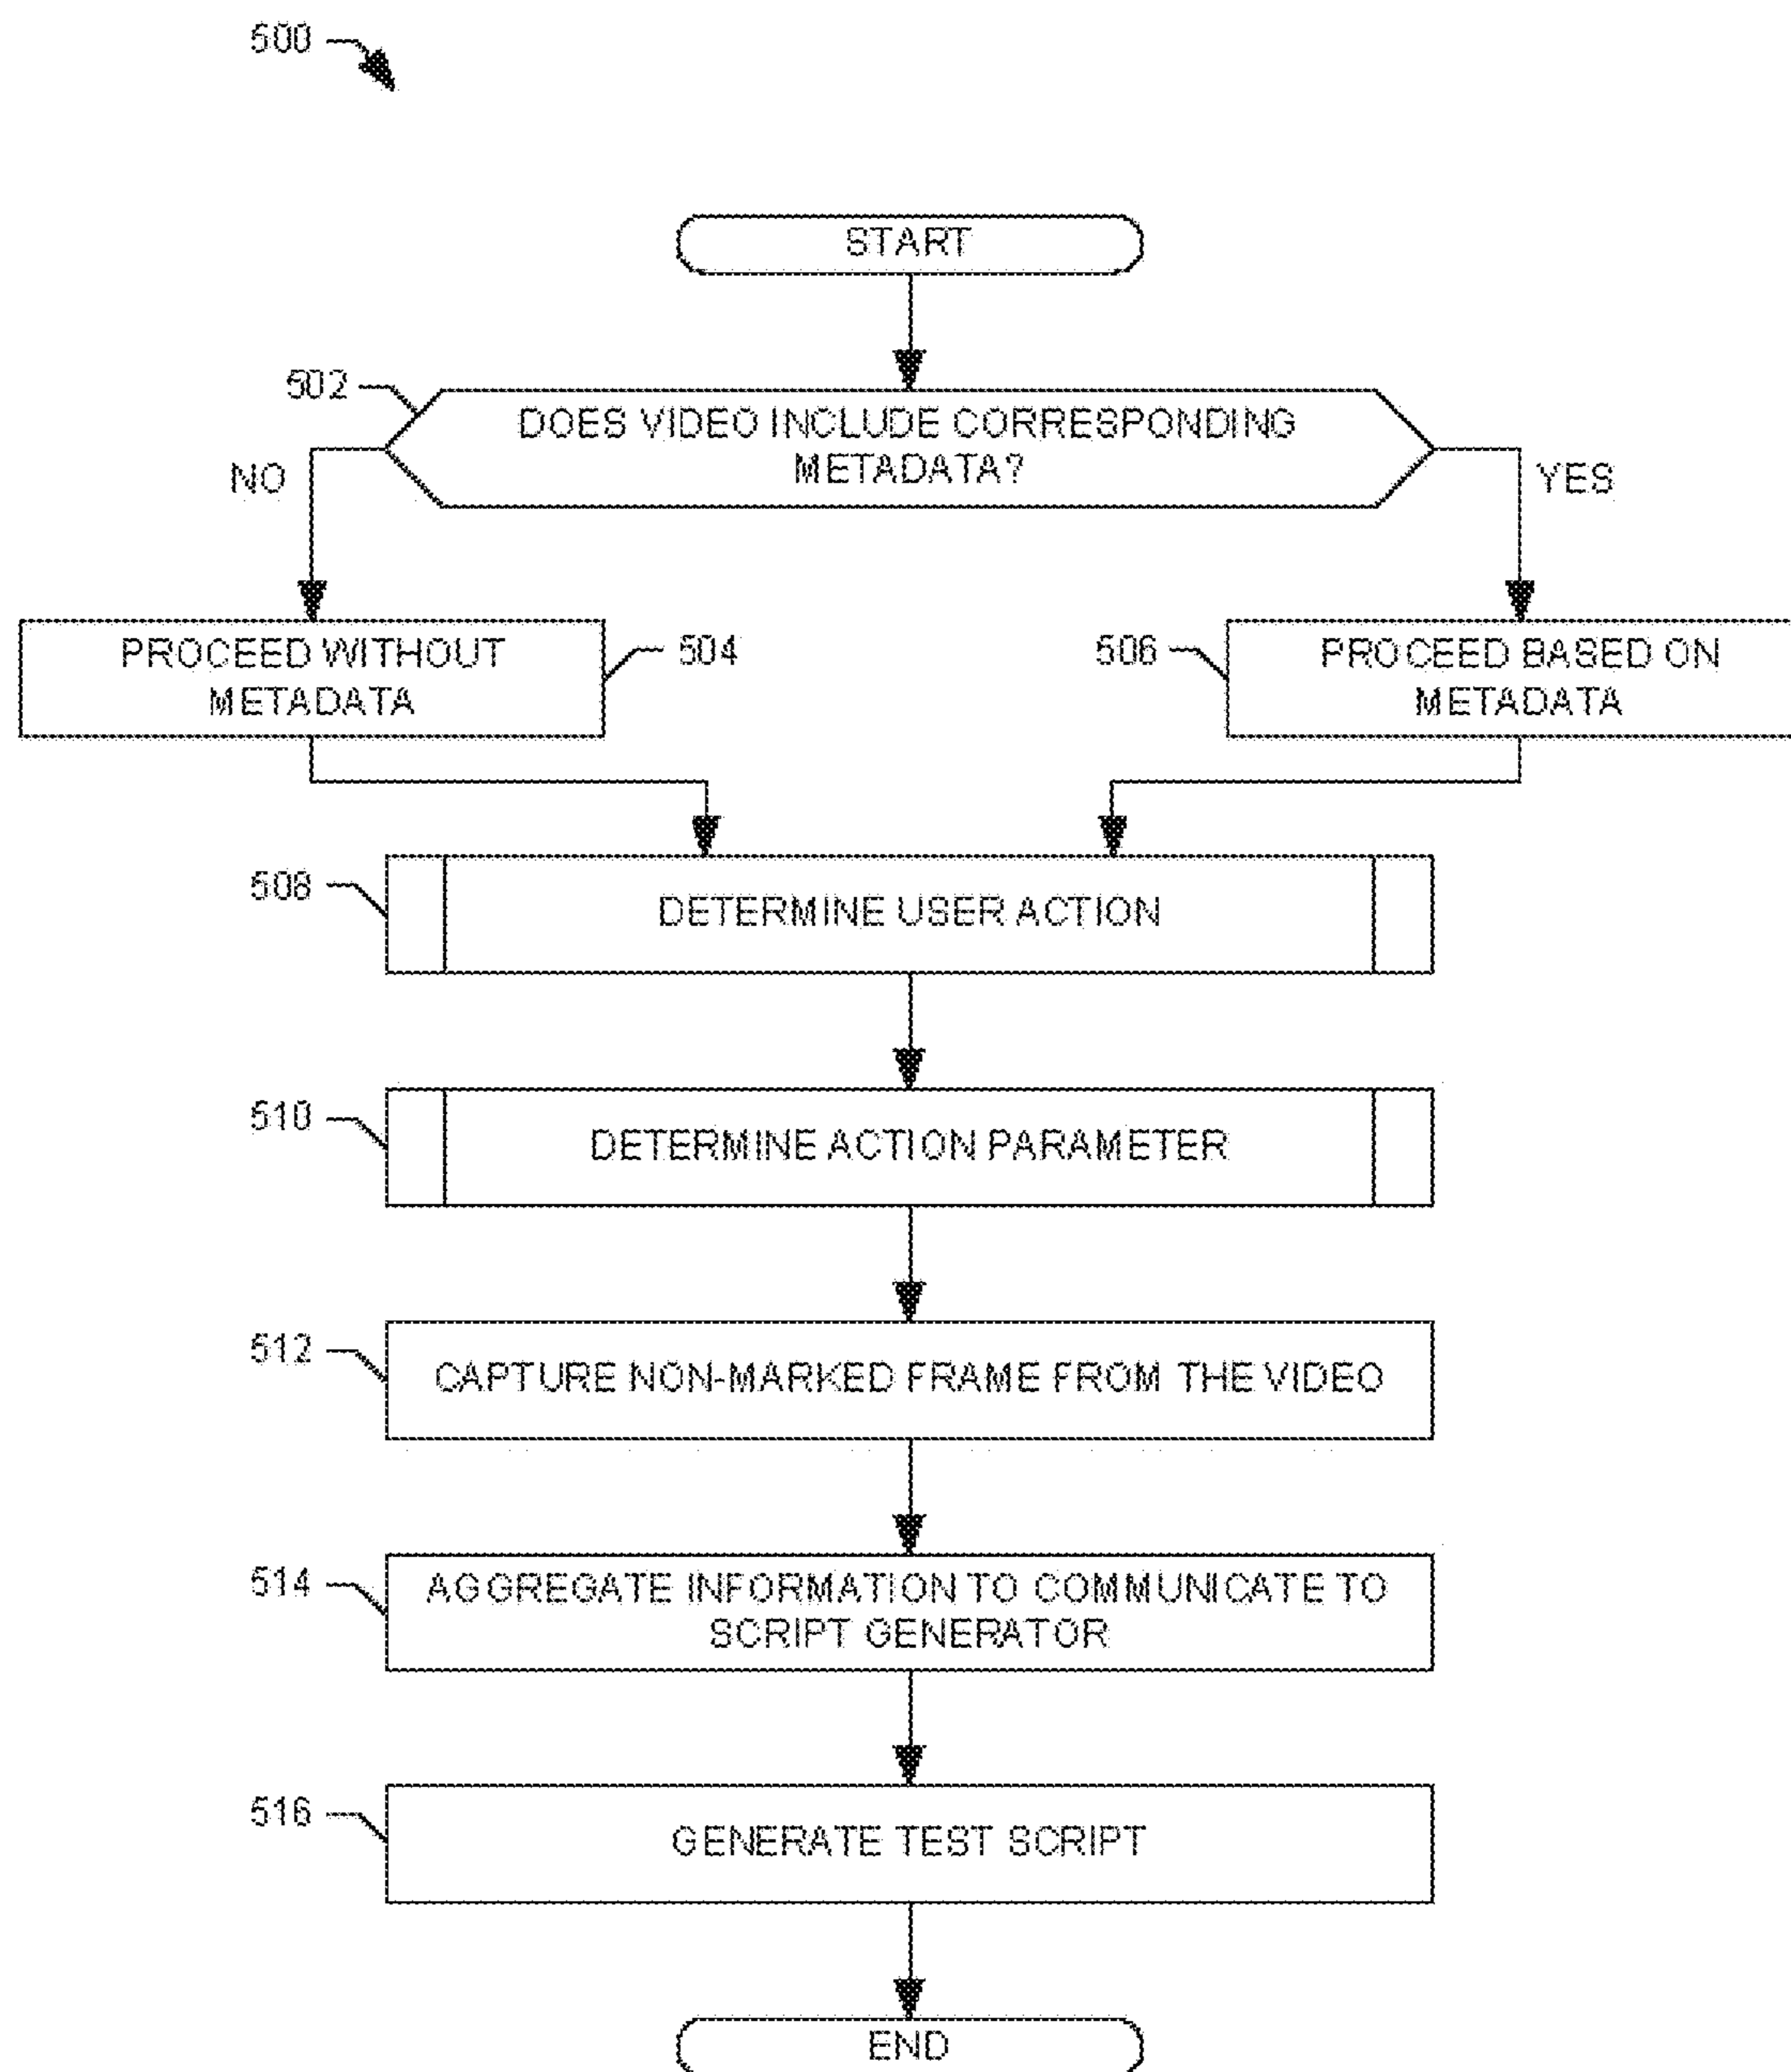 500
START
502
DOES VIDEO INCLUDE CORRESPONDING
METADATA?
NO
YES
PROCEED WITHOUT
METADATA
504
506
PROCEED BASED ON
METADATA
508
DETERMINE USER ACTION
510
DETERMINE ACTION PARAMETER
512
CAPTURE NON-MARKED FRAME FROM THE VIDEO
514
AGGREGATE INFORMATION TO COMMUNICATE TO
SCRIPT GENERATOR
516
GENERATE TEST SCRIPT
END